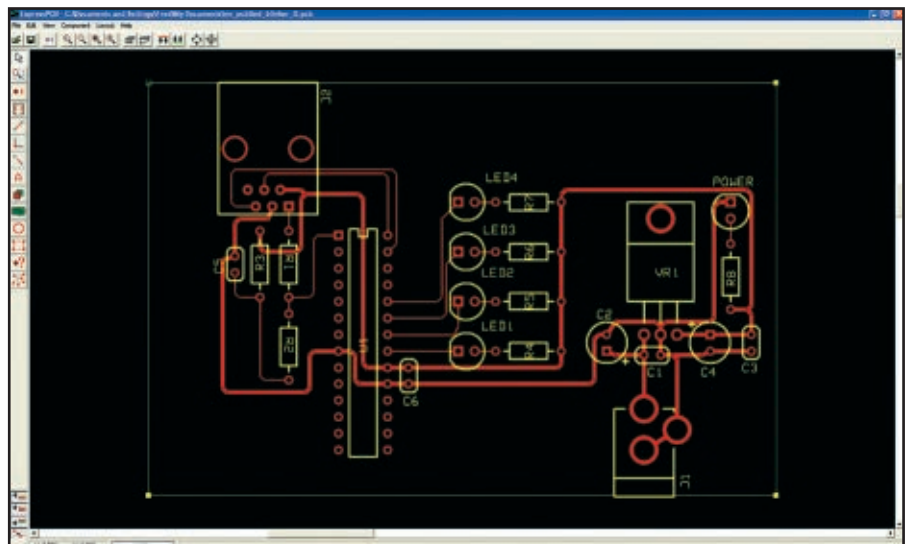 File Edit View Component Layout Help
J2
LED4
POWER
R7
LED3
R6
R3
R1
C5
VR1
R8
LED2
R5
C2
U1
LED1
R2
R4
C1
C4
C3
C6
J1